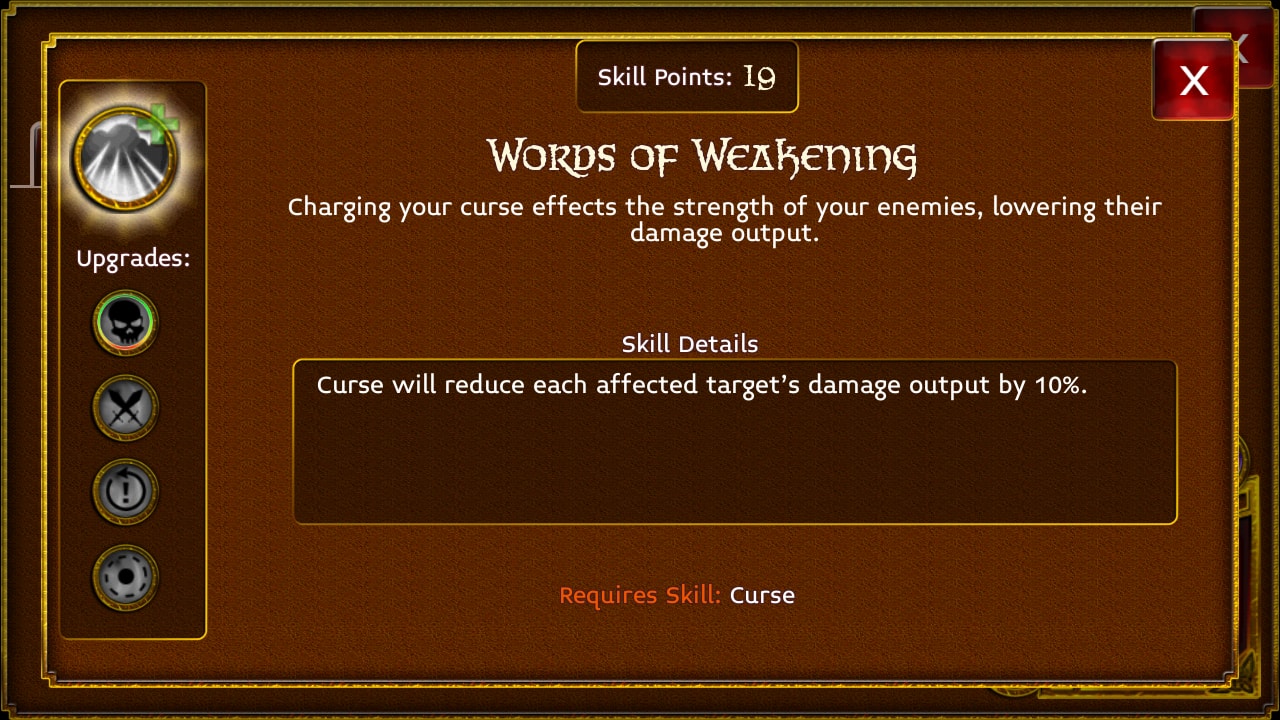 Skill Points: 19
X
X
Words of Weakening
Charging your curse effects the strength of your enemies, lowering their
damage output.
Upgrades:
Skill Details
Curse will reduce each affected target's damage output by 10%.
Requires Skill: Curse